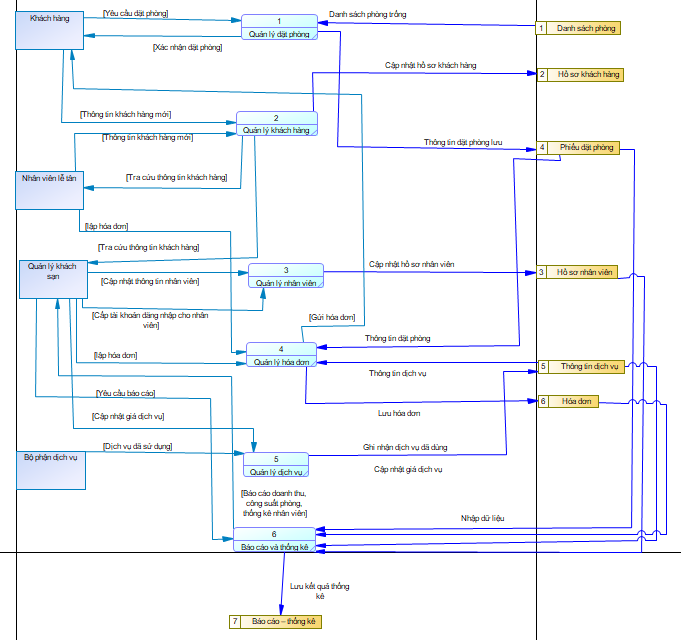 [Yêu cầu đặt phòng]
Khách hàng
1
Quản lý đặt phòng
Danh sách phòng trống
1 Danh sách phòng
[Xác nhận đặt phòng]
Cập nhật hồ sơ khách hàng
2 Hồ sơ khách hàng
[Thông tin khách hàng mới]
2
Quản lý khách hàng
[Thông tin khách hàng mới]
Thông tin đặt phòng lưu
4 Phiếu đặt phòng
Nhân viên lễ tân
[Tra cứu thông tin khách hàng]
[lập hóa đơn]
[Tra cứu thông tin khách hàng]
Quản lý khách
sạn
[Cập nhật thông tin nhân viên]
3
Quản lý nhân viên
Cập nhật hồ sơ nhân viên
3 Hồ sơ nhân viên
[Cấp tài khoản đăng nhập cho nhân
viên]
[Gửi hóa đơn]
[lập hóa đơn]
4
Quản lý hóa đơn
Thông tin đặt phòng
Thông tin dịch vụ
5 Thông tin dịch vụ
[Yêu cầu báo cáo]
6 Hóa đơn
Lưu hóa đơn
[Cập nhật giá dịch vụ]
Bộ phận dịch vụ
[Dịch vụ đã sử dụng]
5
Quản lý dịch vụ
Ghi nhận dịch vụ đã dùng
Cập nhật giá dịch vụ
[Báo cáo doanh thu,
công suất phòng,
thống kê nhân viên]
Nhập dữ liệu
6
Báo cáo và thống kê
Lưu kết quả thống
kê
7 Báo cáo – thống kê